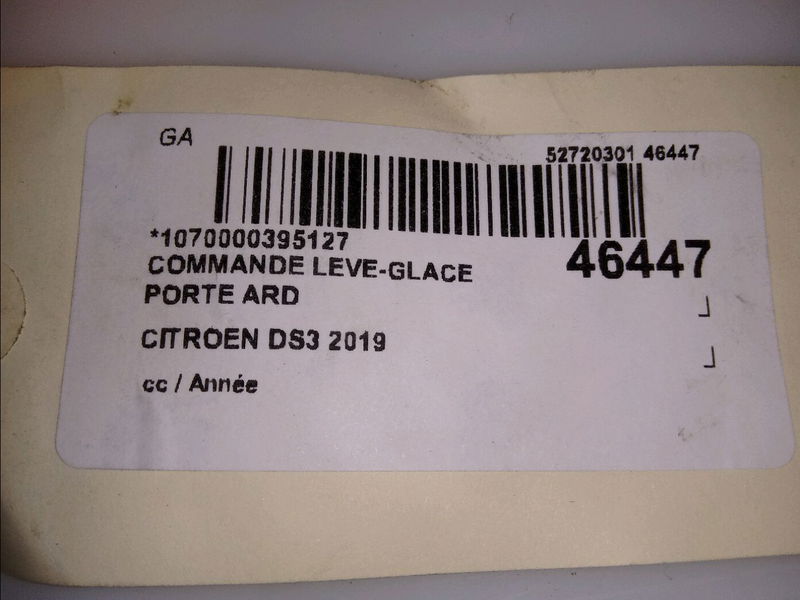 GA
52720301 46447
*1070000395127
46447
COMMANDE LEVE-GLACE
PORTE ARD
CITROEN DS3 2019
cc / Année